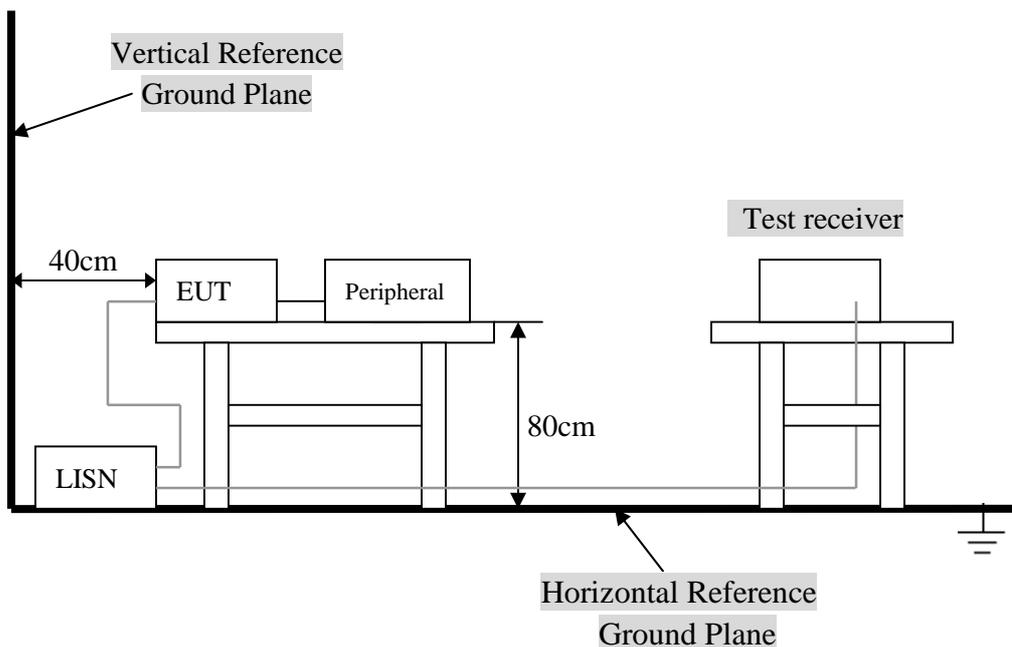 Vertical Reference
Ground Plane
Test receiver
40cm
EUT
Peripheral
80cm
LISN
Horizontal Reference
Ground Plane